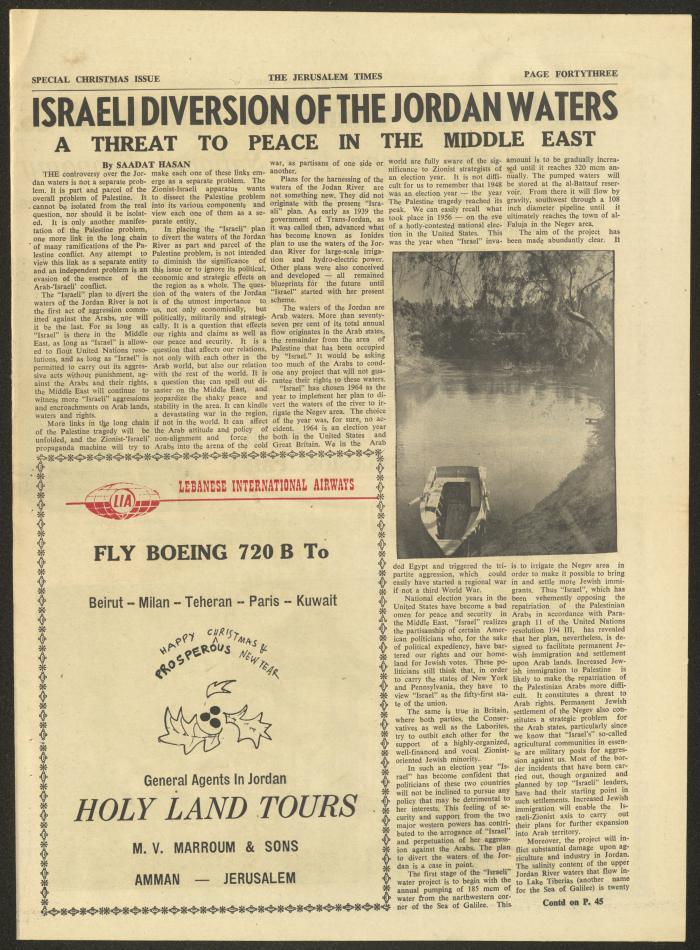 SPECIAL CHRISTMAS ISSUE
THE JERUSALEM TIMES
PAGE FORTYTHREE
ISRAELI DIVERSION OF THE JORDAN WATERS
A THREAT TO PEACE IN THE MIDDLE EAST
By SAADAT HASAN
THE controversy over the Jor-
dan waters is not a separate prob-
lem. It is part and parcel of the
overall problem of Palestine. It
cannot be isolated from the real
question, nor should it be isolat-
ed. It is only another manifes-
tation of the Palestine problem,
one more link in the long chain
of many ramifications of the Pa-
lestine conflict. Any attempt to
view this link as a separate entity
and an independent problem is an
evasion of the essence of the
Arab-'Israeli' conflict.
The "Israeli" plan to divert the
waters of the Jordan River is not
the first act of aggression comm-
itted against the Arabs, nor will
it be the last. For as long as
"Israel" is there in the Middle
East, as long as "Israel" is allow-
ed to flout United Nations reso-
lutions, and as long as "Israel" is
permitted to carry out its aggres-
sive acts without punishment, ag-
ainst the Arabs and their rights,
the Middle East will continue to
witness more "Israeli" aggressions
and encroachments on Arab lands,
waters and rights.
More links in the long chain
of the Palestine tragedy will be
unfolded, and the Zionist-'Israeli'
propaganda machine will try to
make each one of these links em-
erge as a separate problem. The
Zionist-Israeli apparatus wants
to dissect the Palestine problem
into its various components and
view each one of them as a se-
parate entity.
In placing the "Israeli" plan
to divert the waters of the Jordan
River as part and parcel of the
Palestine problem, is not intended
to diminish the significance of
this issue or to ignore its political,
economic and strategic effects on
the region as a whole. The ques-
tion of the waters of the Jordan
is of the utmost importance to
us, not only economically, but
politically, militarily and strategi-
cally. It is a question that effects
our rights and claims as well as
our peace and security. It is a
question that effects our relations,
not only with each other in the
Arab world, but also our relation
with the rest of the world. It is
a question that can spell out di-
saster on the Middle East, and
jeopardize the shaky peace and
stability in the area. It can kindle
a devastating war in the region,
if not in the world. It can affect
the Arab attitude and policy of
non-alignment and force the
Arabs into the arena of the cold
war, as partisans of one side or
another.
Plans for the harnessing of the
waters of the Jodan River are
not something new. They did not
originate with the present "Isra-
eli" plan. As early as 1939 the
government of Trans-Jordan, as
it was called then, advanced what
has become known as Ionides
plan to use the waters of the Jor-
dan River for large-scale irriga-
tion and hydro-electric power.
Other plans were also conceived
and developed — all remained
blueprints for the future until
"Israel" started with her present
scheme.
The waters of the Jordan are
Arab waters. More than seventy-
seven per cent of its total annual
flow originates in the Arab states,
the remainder from the area of
Palestine that has been occupied
by "Israel." It would be asking
too much of the Arabs to cond-
one any project that will not gua-
rantee their rights to these waters.
"Israel" has chosen 1964 as the
year to implement her plan to di-
vert the waters of the river to ir-
rigate the Negev area. The choice
of the year was, for sure, no ac-
cident. 1964 is an election year
both in the United States and
Great Britain. We is the Arab
world are fully aware of the sig-
nificance to Zionist strategists of
an election year. It is not diffi-
cult for us to remember that 1948
was an election year — the year
The Palestine tragedy reached its
peak. We can easily recall what
took place in 1956 — on the eve
of a hotly-contested national elec-
tion in the United States. This
was the year when "Israel" inva-
ded Egypt and triggered the tri-
partite aggression, which could
easily have started a regional war
if not a third World War.
National election years in the
United States have become a bad
omen for peace and security in
the Middle East. "Israel" realizes
the partisanship of certain Amer-
ican politicians who, for the sake
of political expediency, have bar-
tered our rights and our home-
land for Jewish votes. These po-
liticians still think that, in order
to carry the states of New York
and Pennsylvania, they have to
view "Israel" as the fifty-first sta-
te of the union.
The same is true in Britain,
where both parties, the Conser-
vatives as well as the Laborites,
try to outbit each other for the
support of a highly-organized,
well-financed and vocal Zionist-
oriented Jewish minority.
In such an election year "Is-
rael" has become confident that
politicians of these two countries
will not be inclined to pursue any
policy that may be detrimental to
her interests. This feeling of se-
curity and support from the two
major western powers has contri-
buted to the arrogance of "Israel"
and perpetuation of her aggress-
ion against the Arabs. The plan
to divert the waters of the Jor-
dan is a case in point.
The first stage of the "Israeli"
water project is to begin with the
annual pumping of 185 mcm of
water from the northwestern cor-
ner of the Sea of Galilee. This
amount is to be gradually increa-
sed until it reaches 320 mcm an-
nually. The pumped waters will
be stored at the al-Battauf reser-
voir. From there it will flow by
gravity, southwest through a 108
inch diameter pipeline until it
ultimately reaches the town of al-
Faluja in the Negev area.
The aim of the project has
been made abundantly clear. It
is to irrigate the Negev area in
order to make it possible to bring
in and settle more Jewish immi-
grants. Thus "Israel", which has
been vehemently opposing the
repatriation of the Palestinian
Arabs in accordance with Para-
graph 11 of the United Nations
resolution 194 III, has revealed
that her plan, nevertheless, is de-
signed to facilitate permanent Je-
wish immigration and settlement
upon Arab lands. Increased Jew-
ish immigration to Palestine is
likely to make the repatriation of
the Palestinian Arabs more diffi-
cult. It constitutes a threat to
Arab rights. Permanent Jewish
settlement of the Negev also con-
stitutes a strategic problem for
the Arab states, particularly since
we know that "Israel's" so-called
agricultural communities in essen-
se are military posts for aggress-
ion against us. Most of the bor-
der incidents that have been car-
ried out, though organized and
planned by top "Israeli" leaders,
have had their starting point in
such settlements. Increased Jewish
immigration will enable the Is-
raeli-Zionist axis to carry out
their plans for further expansion
into Arab territory.
Moreover, the project will in-
flict substantial damage upon ag-
riculture and industry in Jordan.
The salinity content of the upper
Jordan River waters that flow in-
to Lake Tiberias (another name
for the Sea of Galilee) is twenty
Contd on P. 45
LIA
LEBANESE INTERNATIONAL AIRWAYS
FLY BOEING 720 B To
Beirut -- Milan -- Teheran -- Paris -- Kuwait
HAPPY CHRISTMAS &
PROSPEROUS NEW YEAR
General Agents In Jordan
HOLY LAND TOURS
M. V. MARROUM & SONS
AMMAN — JERUSALEM